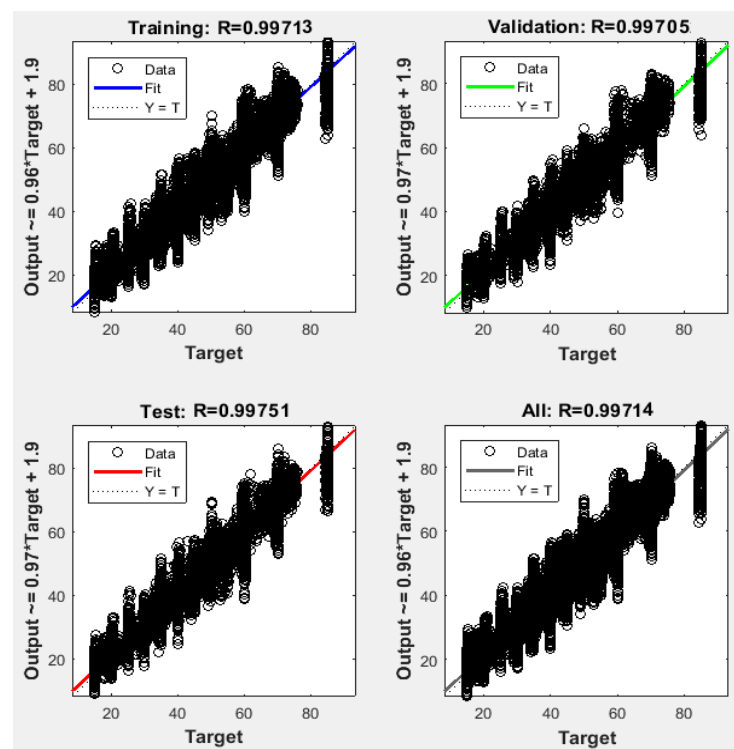 Training: R=0.99713
Output ~= 0.96*Target + 1.9
80
60
40
20
Data
Fit
Y = T
20 40 60 80
Target
Validation: R=0.99705
Output ~= 0.97*Target + 1.9
80
60
40
20
Data
Fit
Y = T
20 40 60 80
Target
Test: R=0.99751
Output ~= 0.97*Target + 1.9
80
60
40
20
Data
Fit
Y = T
20 40 60 80
Target
All: R=0.99714
Output ~= 0.96*Target + 1.9
80
60
40
20
Data
Fit
Y = T
20 40 60 80
Target